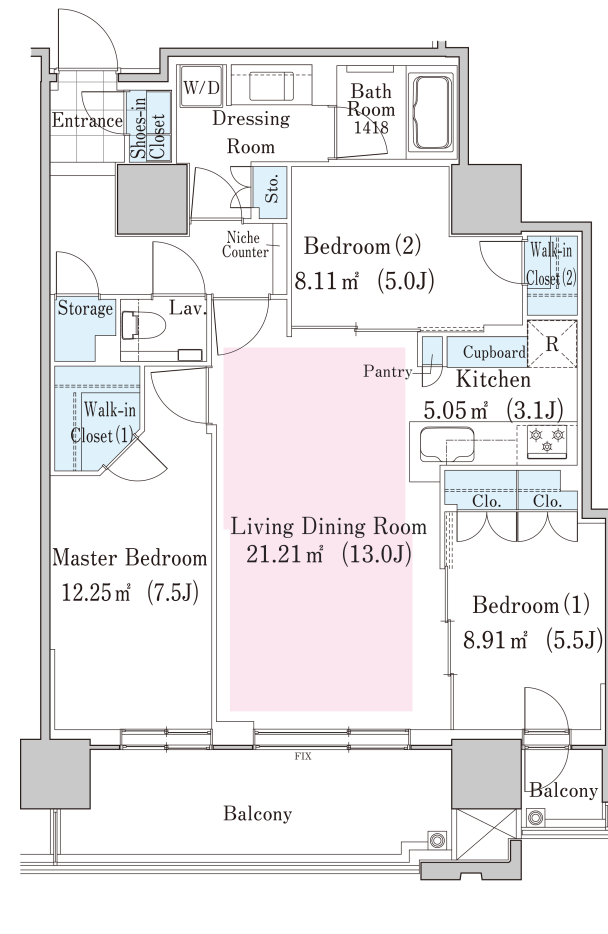 Entrance
Shoes-in
Closet
W/D
Dressing
Room
Bath
Room
1418
Sto.
Niche
Counter
Bedroom(2)
8.11㎡ (5.0J)
Walk-in
Closet(2)
Storage
Lav.
Pantry
Cupboard
R
Kitchen
5.05㎡ (3.1J)
Walk-in
Closet(1)
Clo.
Clo.
Living Dining Room
21.21㎡ (13.0J)
Master Bedroom
12.25㎡ (7.5J)
Bedroom(1)
8.91㎡ (5.5J)
FIX
Balcony
Balcony